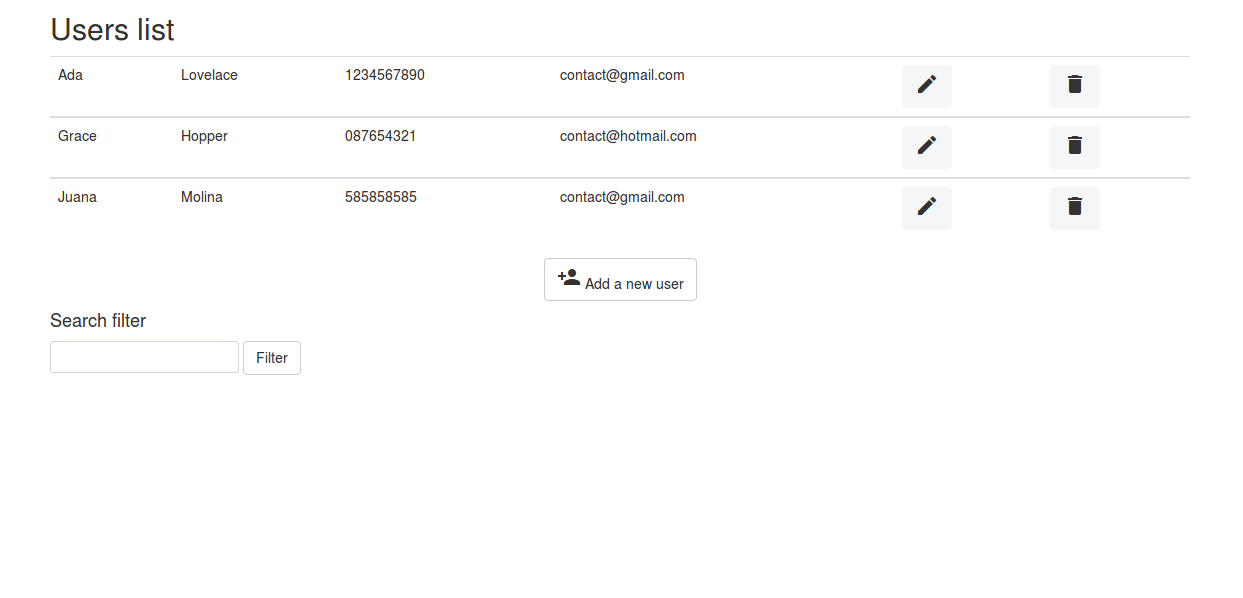 Users list
Ada Lovelace 1234567890 contact@gmail.com
Grace Hopper 087654321 contact@hotmail.com
Juana Molina 585858585 contact@gmail.com
Add a new user
Search filter
Filter